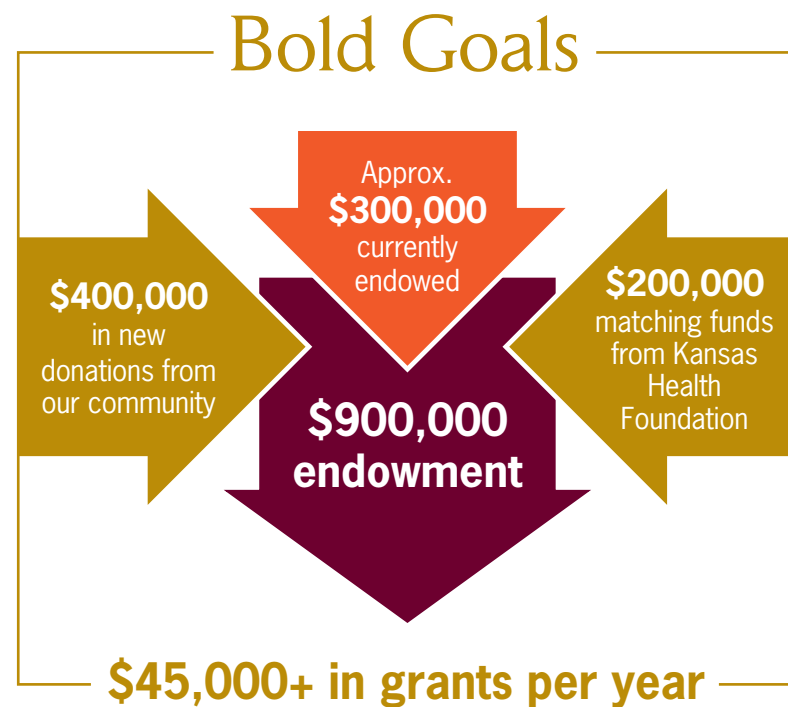 Bold Goals
Approx.
$300,000
currently
endowed
$400,000
in new
donations from
our community
$200,000
matching funds
from Kansas
Health
Foundation
$900,000
endowment
$45,000+ in grants per year